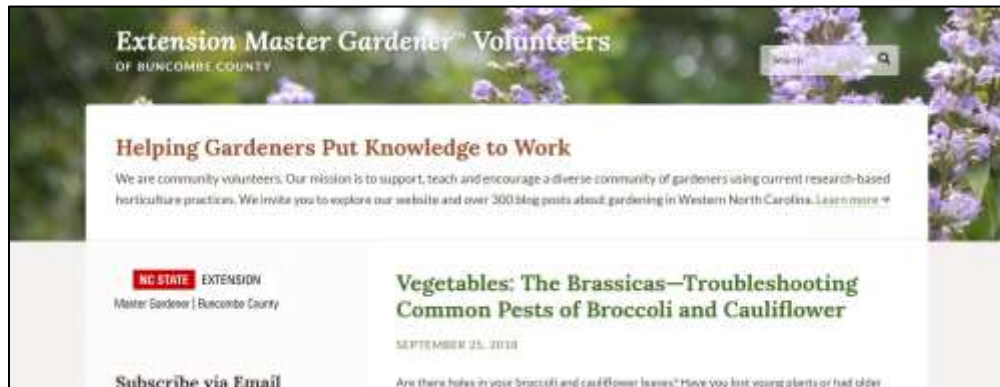 Extension Master Gardener™ Volunteers
OF BUNCOMBE COUNTY
Search
Helping Gardeners Put Knowledge to Work
We are community volunteers. Our mission is to support, teach and encourage a diverse community of gardeners using current research-based
horticulture practices. We invite you to explore our website and over 300 blog posts about gardening in Western North Carolina. Learn more
NC STATE EXTENSION
Master Gardener | Buncombe County
Vegetables: The Brassicas—Troubleshooting
Common Pests of Broccoli and Cauliflower
SEPTEMBER 25, 2018
Subscribe via Email
Are there holes in your broccoli and cauliflower leaves? Have you lost young plants or had older